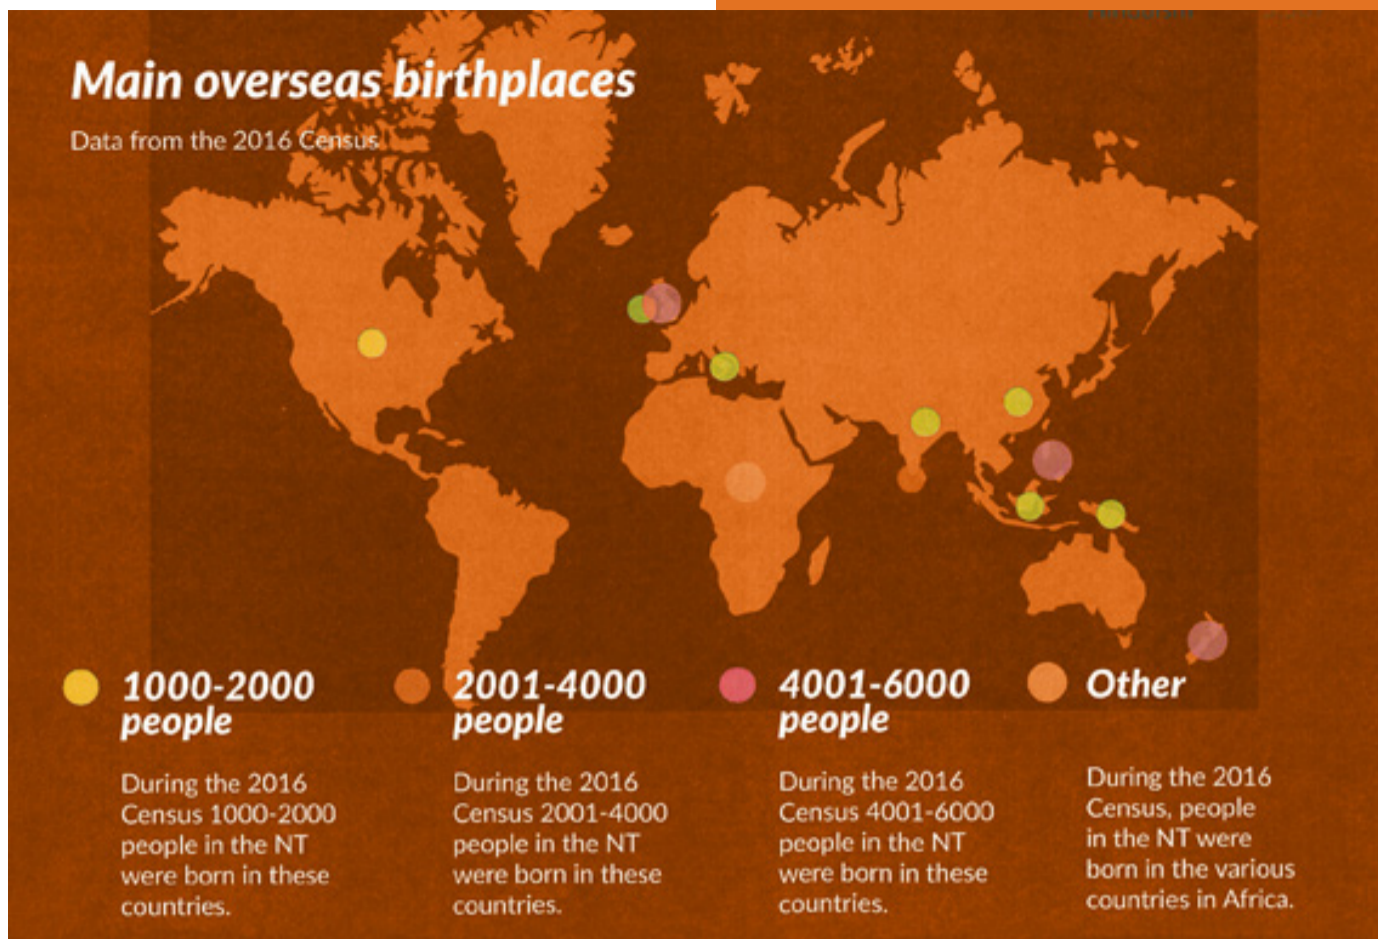 Main overseas birthplaces
Data from the 2016 Census
1000-2000
people
During the 2016
Census 1000-2000
people in the NT
were born in these
countries.
2001-4000
people
During the 2016
Census 2001-4000
people in the NT
were born in these
countries.
4001-6000
people
During the 2016
Census 4001-6000
people in the NT
were born in these
countries.
Other
During the 2016
Census, people
in the NT were
born in the various
countries in Africa.